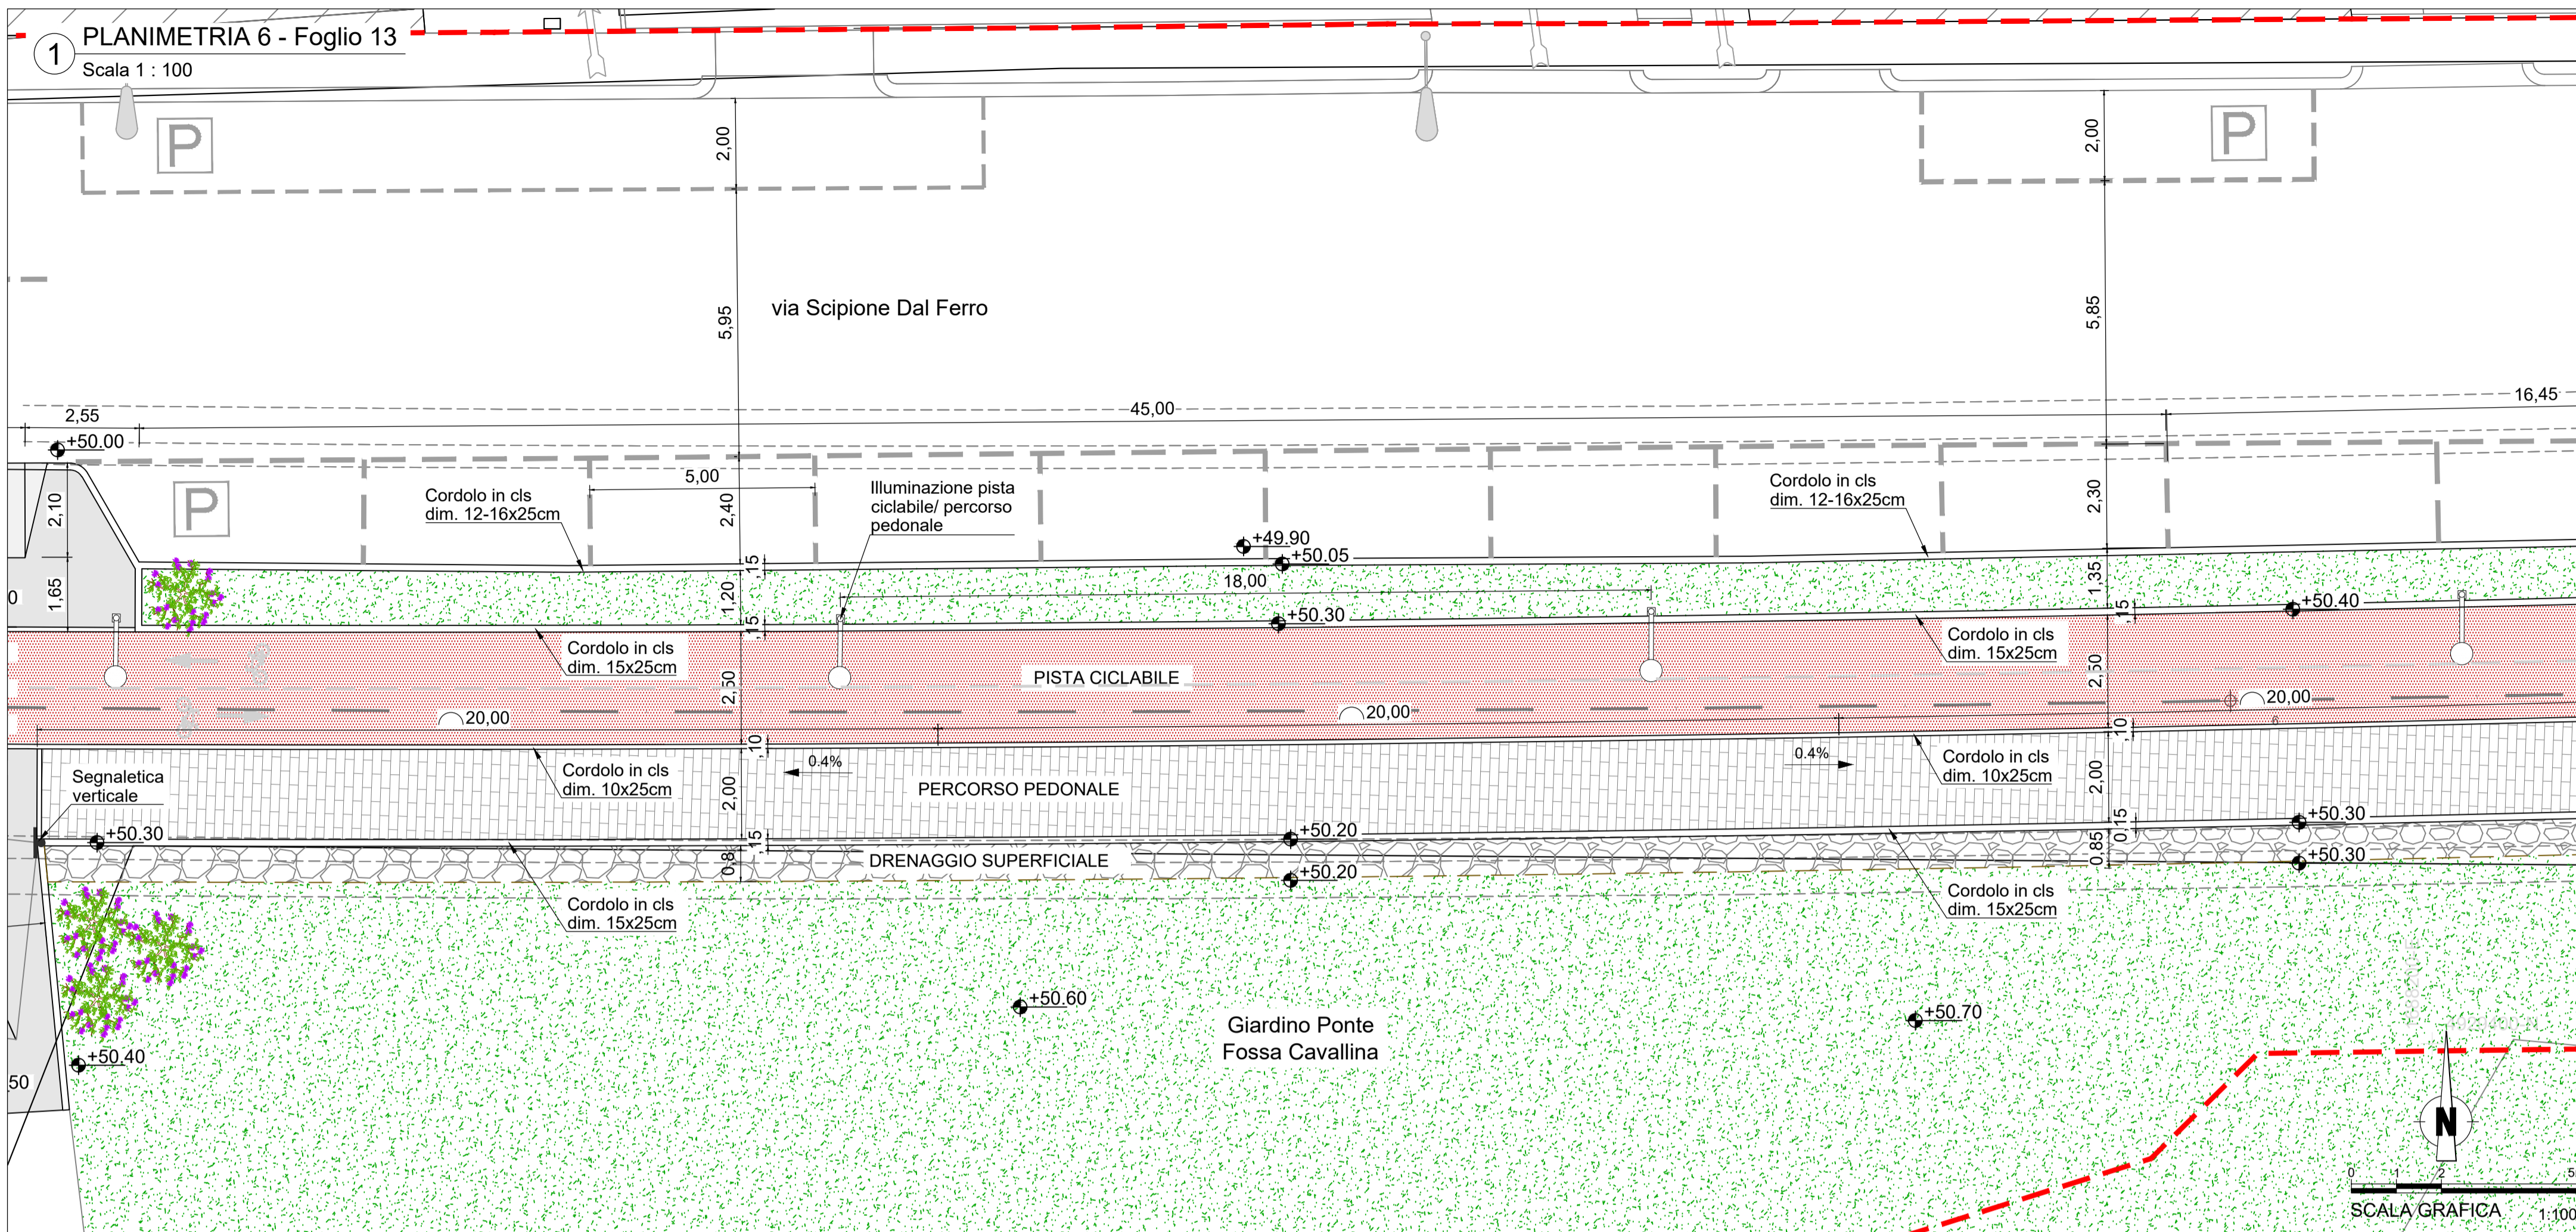 1
PLANIMETRIA 6 - Foglio 13
Scala 1 : 100
P
P
2,00
2,00
5,95
5,85
via Scipione Dal Ferro
2,55
45,00
16,45
+50.00
P
5,00
2,10
2,40
2,30
Cordolo in cls
dim. 12-16x25cm
Illuminazione pista
ciclabile/ percorso
pedonale
Cordolo in cls
dim. 12-16x25cm
+49.90
+50.05
,15
18,00
1,65
1,20
1,35
0
+50.30
+50.40
,15
,15
Cordolo in cls
dim. 15x25cm
Cordolo in cls
dim. 15x25cm
PISTA CICLABILE
2,50
2,50
20,00
20,00
20,00
6
,10
,10
0.4%
0.4%
Segnaletica
verticale
Cordolo in cls
dim. 10x25cm
PERCORSO PEDONALE
Cordolo in cls
dim. 10x25cm
2,00
2,00
+50.30
+50.20
+50.30
,15
0.15
DRENAGGIO SUPERFICIALE
0,8
0.85
+50.30
+50.20
Cordolo in cls
dim. 15x25cm
Cordolo in cls
dim. 15x25cm
+50.60
+50.70
Giardino Ponte
Fossa Cavallina
+50.40
50
N
0 1 2 5
SCALA GRAFICA 1:100